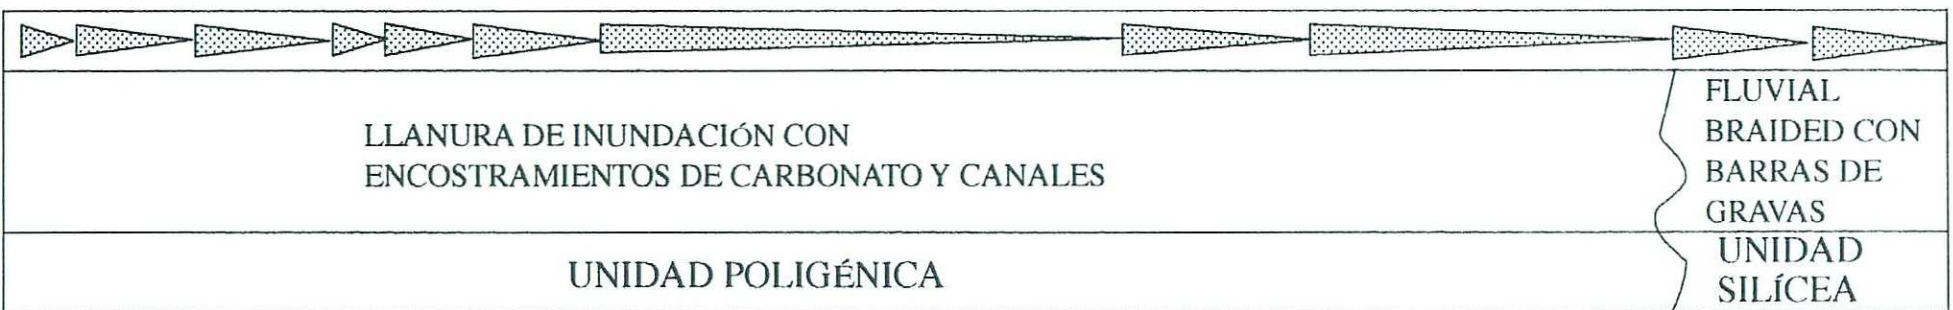 LLANURA DE INUNDACIÓN CON
ENCOSTRAMIENTOS DE CARBONATO Y CANALES
FLUVIAL
BRAIDED CON
BARRAS DE
GRAVAS
UNIDAD POLIGÉNICA
UNIDAD
SILÍCEA